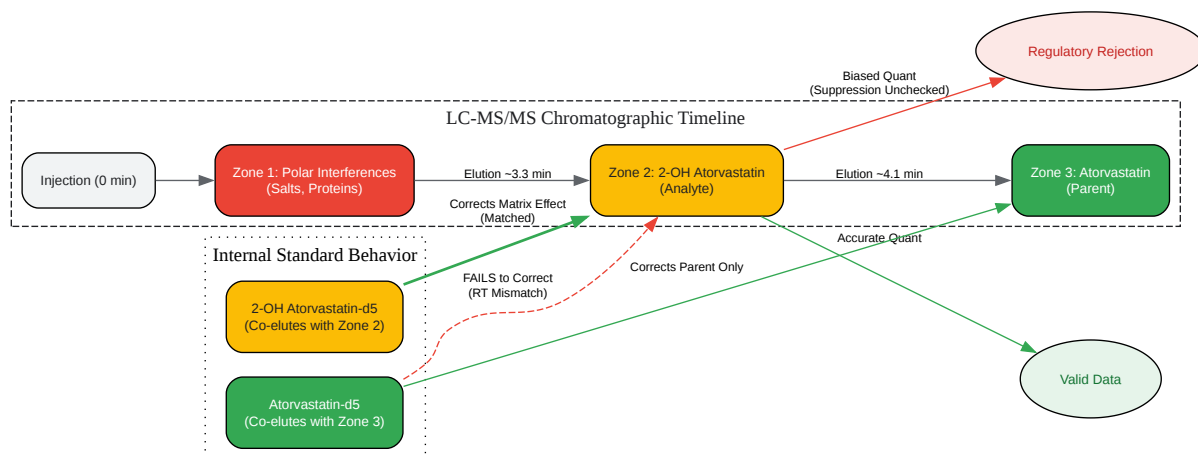 Regulatory Rejection
Biased Quant
(Suppression Unchecked)
LC-MS/MS Chromatographic Timeline
Injection (0 min)
Zone 1: Polar Interferences
(Salts, Proteins)
Elution ~3.3 min
Zone 2: 2-OH Atorvastatin
(Analyte)
Elution ~4.1 min
Zone 3: Atorvastatin
(Parent)
Corrects Matrix Effect
(Matched)
Accurate Quant
Internal Standard Behavior
FAILS to Correct
(RT Mismatch)
Corrects Parent Only
2-OH Atorvastatin-d5
(Co-elutes with Zone 2)
Atorvastatin-d5
(Co-elutes with Zone 3)
Valid Data